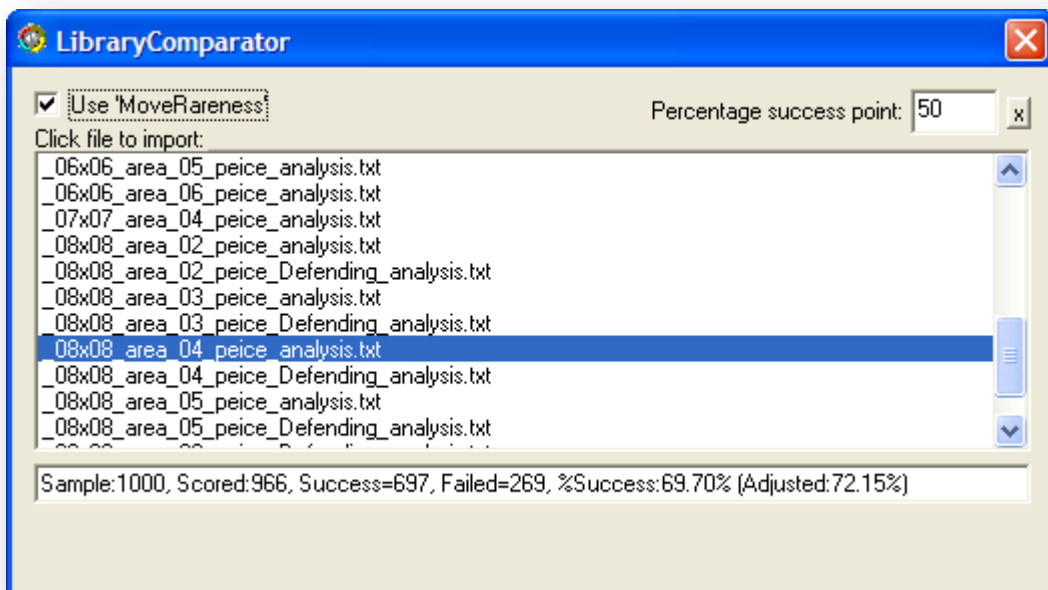 LibraryComparator
Use 'MoveRareness'
Percentage success point: 50 x
Click file to import:
_06x06_area_05_peice_analysis.txt
_06x06_area_06_peice_analysis.txt
_07x07_area_04_peice_analysis.txt
_08x08_area_02_peice_analysis.txt
_08x08_area_02_peice_Defending_analysis.txt
_08x08_area_03_peice_analysis.txt
_08x08_area_03_peice_Defending_analysis.txt
_08x08_area_04_peice_analysis.txt
_08x08_area_04_peice_Defending_analysis.txt
_08x08_area_05_peice_analysis.txt
_08x08_area_05_peice_Defending_analysis.txt
Sample:1000, Scored:966, Success=697, Failed=269, %Success:69.70% (Adjusted:72.15%)